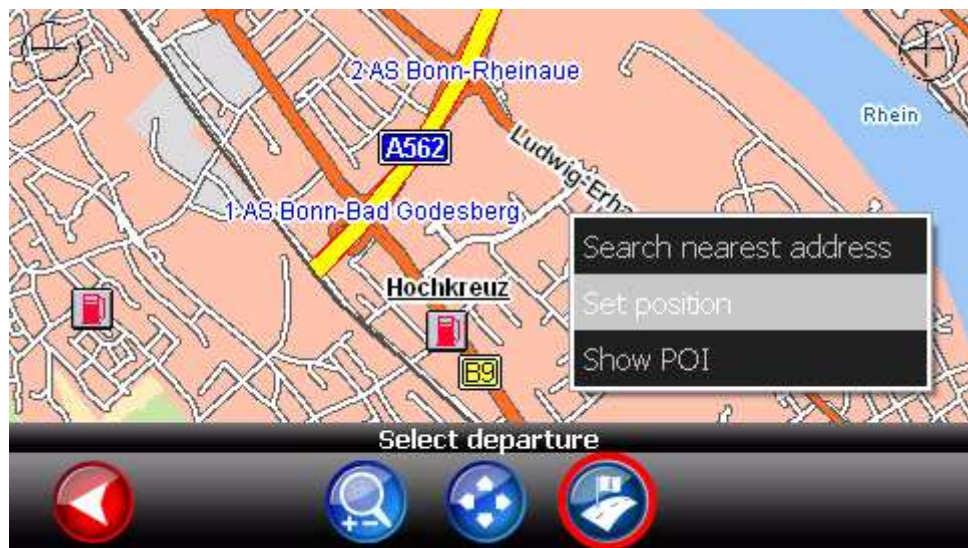 2 AS Bonn-Rheinaue
Rhein
A562
Ludwig-Erha
1 AS Bonn-Bad Godesberg
Search nearest address
Hochkreuz
Set position
Show POI
B9
Select departure